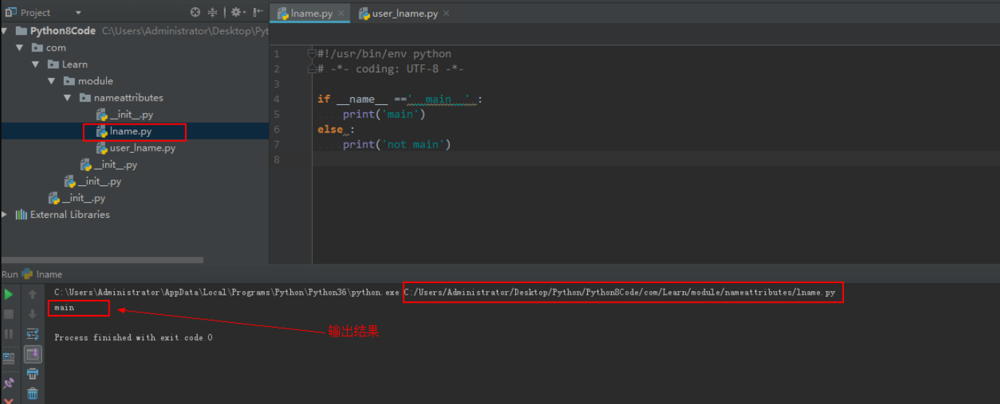 Project
Python8Code C:\Users\Administrator\Desktop\Pyt
com
Learn
module
nameattributes
__init__.py
lname.py
user_lname.py
__init__.py
__init__.py
__init__.py
External Libraries
lname.py
user_lname.py
1 #!/usr/bin/env python
2 # -*- coding: UTF-8 -*-
3
4 if __name__ =='__main__' :
5 print('main')
6 else :
7 print('not main')
8
Run lname
C:\Users\Administrator\AppData\Local\Programs\Python\Python36\python.exe C:/Users/Administrator/Desktop/Python/Python8Code/com/Learn/module/nameattributes/lname.py
main
输出结果
Process finished with exit code 0